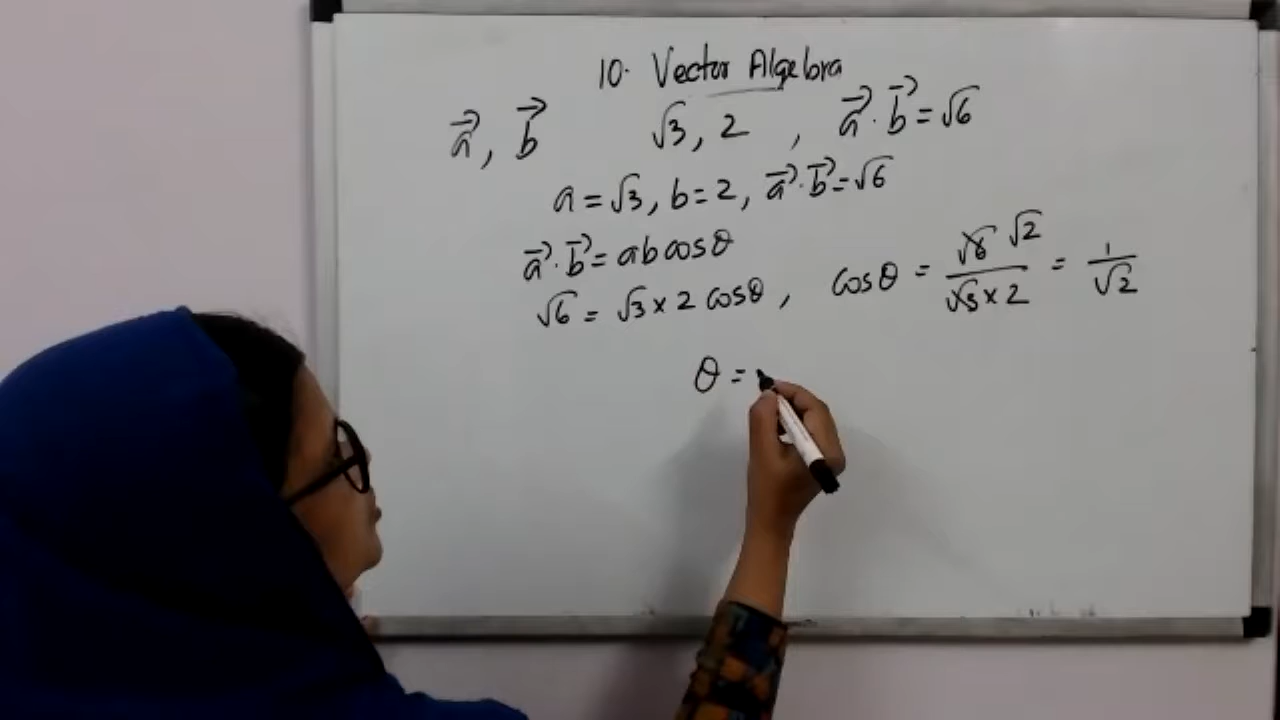 10. Vector Algebra
a⃗, b⃗ √3, 2 , a⃗ . b⃗ = √6
a = √3, b = 2, a⃗ . b⃗ = √6
a⃗ . b⃗ = ab cos θ
√6 = √3 × 2 cos θ , cos θ = √6 √2 / √3 × 2 = 1/√2
θ =